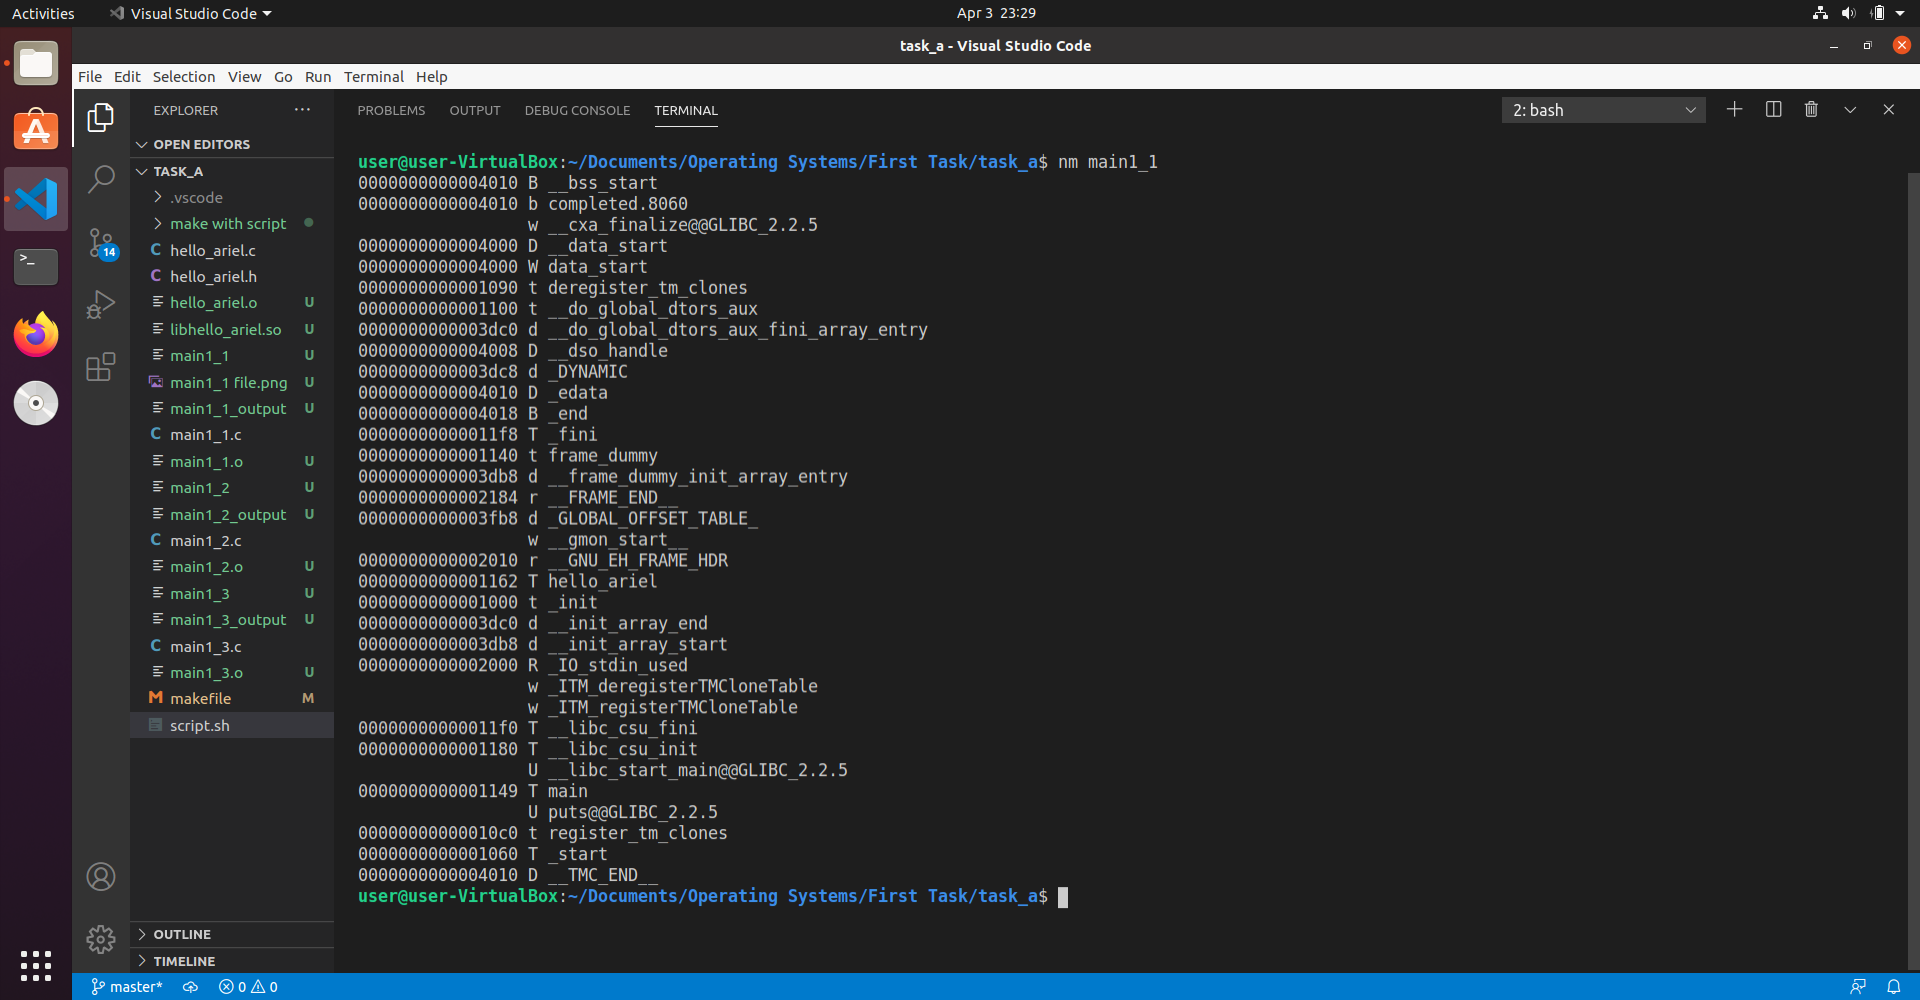 Activities
Visual Studio Code
Apr 3 23:29
task_a - Visual Studio Code
File Edit Selection View Go Run Terminal Help
EXPLORER
OPEN EDITORS
TASK_A
.vscode
make with script
hello_ariel.c
hello_ariel.h
hello_ariel.o U
libhello_ariel.so U
main1_1 U
main1_1 file.png U
main1_1_output U
main1_1.c
main1_1.o U
main1_2 U
main1_2_output U
main1_2.c
main1_2.o U
main1_3 U
main1_3_output U
main1_3.c
main1_3.o U
makefile M
script.sh
OUTLINE
TIMELINE
14
PROBLEMS OUTPUT DEBUG CONSOLE TERMINAL
2: bash
user@user-VirtualBox:~/Documents/Operating Systems/First Task/task_a$ nm main1_1
0000000000004010 B __bss_start
0000000000004010 b completed.8060
w __cxa_finalize@@GLIBC_2.2.5
0000000000004000 D __data_start
0000000000004000 W data_start
0000000000001090 t deregister_tm_clones
0000000000001100 t __do_global_dtors_aux
0000000000003dc0 d __do_global_dtors_aux_fini_array_entry
0000000000004008 D __dso_handle
0000000000003dc8 d _DYNAMIC
0000000000004010 D _edata
0000000000004018 B _end
00000000000011f8 T _fini
0000000000001140 t frame_dummy
0000000000003db8 d __frame_dummy_init_array_entry
0000000000002184 r __FRAME_END__
0000000000003fb8 d _GLOBAL_OFFSET_TABLE_
w __gmon_start__
0000000000002010 r __GNU_EH_FRAME_HDR
0000000000001162 T hello_ariel
0000000000001000 t _init
0000000000003dc0 d __init_array_end
0000000000003db8 d __init_array_start
0000000000002000 R _IO_stdin_used
w _ITM_deregisterTMCloneTable
w _ITM_registerTMCloneTable
00000000000011f0 T __libc_csu_fini
0000000000001180 T __libc_csu_init
U __libc_start_main@@GLIBC_2.2.5
0000000000001149 T main
U puts@@GLIBC_2.2.5
00000000000010c0 t register_tm_clones
0000000000001060 T _start
0000000000004010 D __TMC_END__
user@user-VirtualBox:~/Documents/Operating Systems/First Task/task_a$
master* 0 0